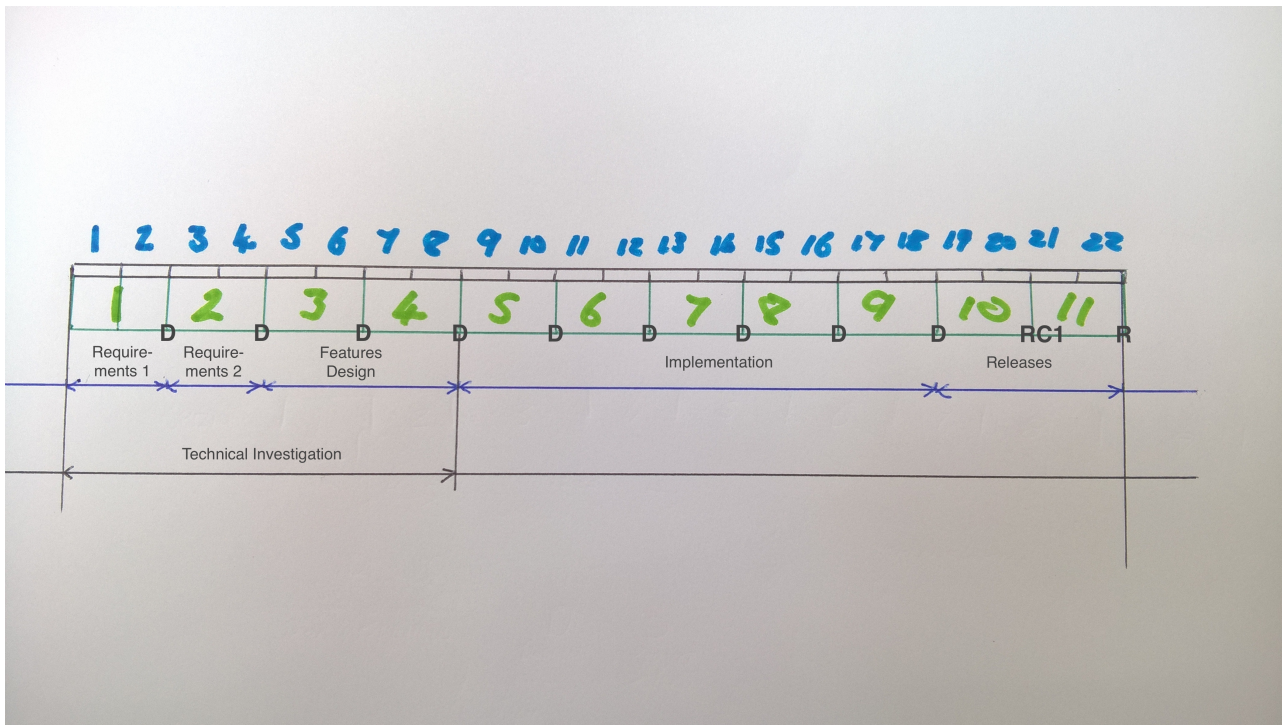 1 2 3 4 5 6 7 8 9 10 11 12 13 14 15 16 17 18 19 20 21 22
1 2 3 4 5 6 7 8 9 10 11
D D D D D D D D D RC1 R
Require- Require- Features Implementation Releases
ments 1 ments 2 Design
Technical Investigation